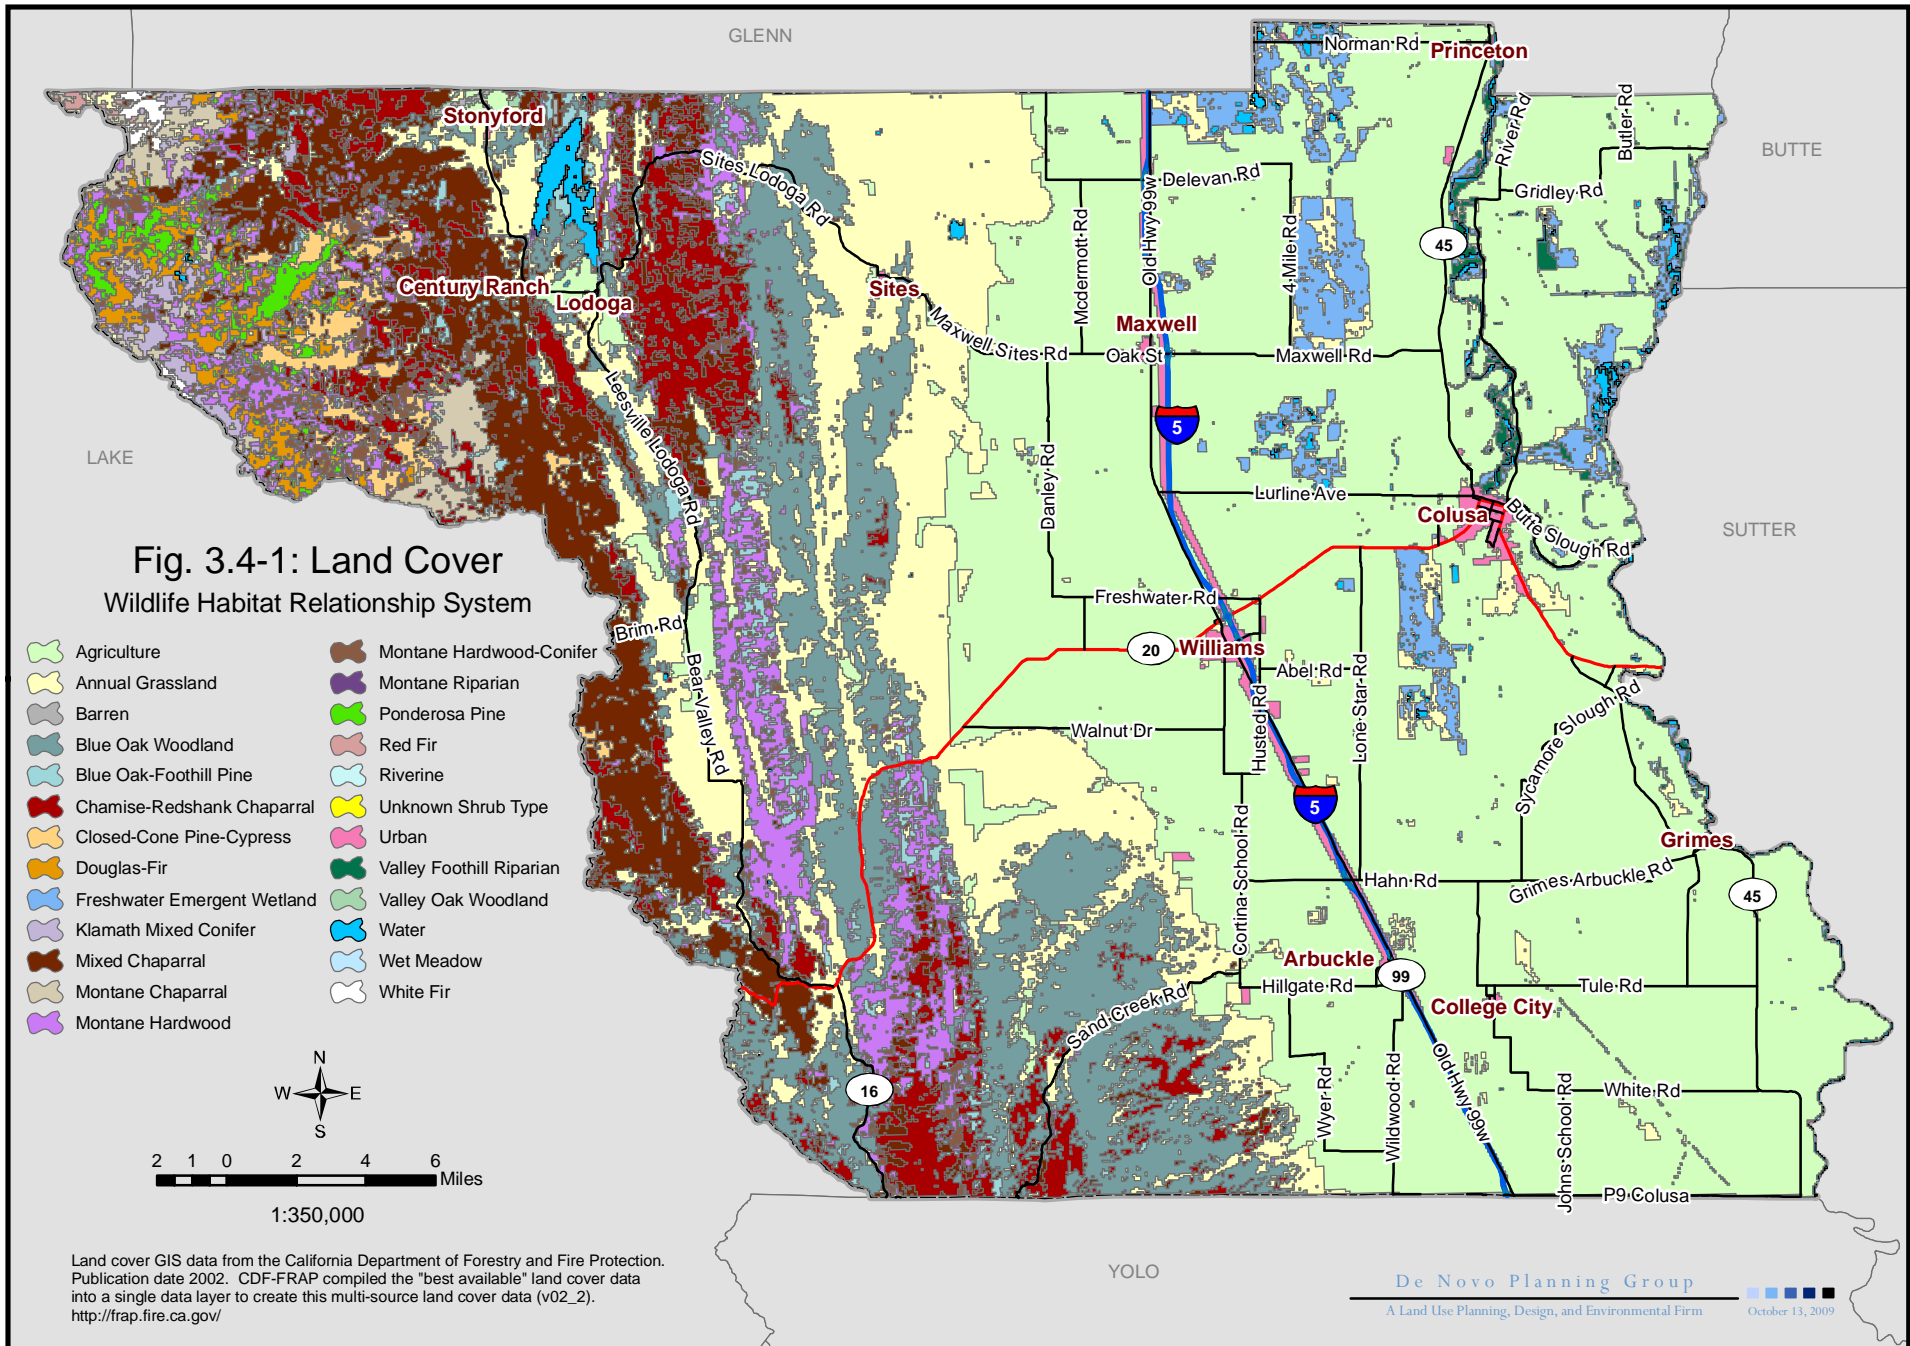 GLENN
Norman Rd
Princeton
Stonyford
River Rd
Butler Rd
BUTTE
Sites Lodoga Rd
Delevan Rd
Gridley Rd
Mcdermott Rd
Old Hwy 99w
4 Mile Rd
45
Century Ranch
Lodoga
Sites
Maxwell
Maxwell Sites Rd
Oak St
Maxwell Rd
Leesville Lodoga Rd
5
LAKE
Danley Rd
Lurline Ave
Colusa
Butte Slough Rd
SUTTER
Fig. 3.4-1: Land Cover
Wildlife Habitat Relationship System
Freshwater Rd
Brim Rd
20
Williams
Abel Rd
Bear Valley Rd
Husted Rd
Lone Star Rd
Sycamore Slough Rd
Walnut Dr
Agriculture
Annual Grassland
Barren
Blue Oak Woodland
Blue Oak-Foothill Pine
Chamise-Redshank Chaparral
Closed-Cone Pine-Cypress
Douglas-Fir
Freshwater Emergent Wetland
Klamath Mixed Conifer
Mixed Chaparral
Montane Chaparral
Montane Hardwood
Montane Hardwood-Conifer
Montane Riparian
Ponderosa Pine
Red Fir
Riverine
Unknown Shrub Type
Urban
Valley Foothill Riparian
Valley Oak Woodland
Water
Wet Meadow
White Fir
5
Grimes
Cortina School Rd
Hahn Rd
Grimes Arbuckle Rd
45
Arbuckle
99
Hillgate Rd
Tule Rd
College City
Sand Creek Rd
16
Wyer Rd
Wildwood Rd
Old Hwy 99w
Johns School Rd
White Rd
P9 Colusa
N
W E
S
2 1 0 2 4 6
Miles
1:350,000
YOLO
Land cover GIS data from the California Department of Forestry and Fire Protection.
Publication date 2002. CDF-FRAP compiled the "best available" land cover data
into a single data layer to create this multi-source land cover data (v02_2).
http://frap.fire.ca.gov/
De Novo Planning Group
A Land Use Planning, Design, and Environmental Firm
October 13, 2009